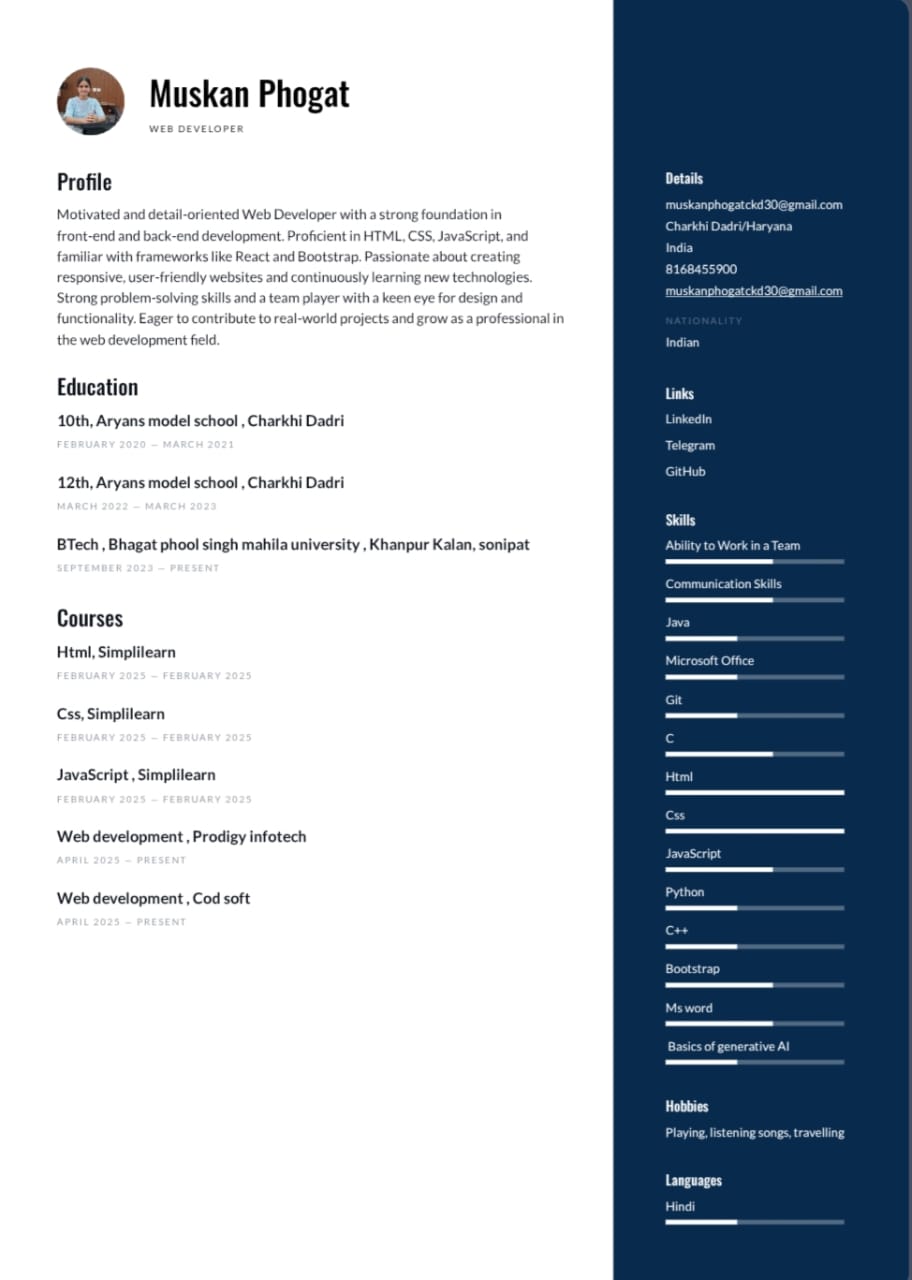 Muskan Phogat
WEB DEVELOPER
Profile
Motivated and detail-oriented Web Developer with a strong foundation in
front-end and back-end development. Proficient in HTML, CSS, JavaScript, and
familiar with frameworks like React and Bootstrap. Passionate about creating
responsive, user-friendly websites and continuously learning new technologies.
Strong problem-solving skills and a team player with a keen eye for design and
functionality. Eager to contribute to real-world projects and grow as a professional in
the web development field.
Education
10th, Aryans model school , Charkhi Dadri
FEBRUARY 2020 — MARCH 2021
12th, Aryans model school , Charkhi Dadri
MARCH 2022 — MARCH 2023
BTech , Bhagat phool singh mahila university , Khanpur Kalan, sonipat
SEPTEMBER 2023 — PRESENT
Courses
Html, Simplilearn
FEBRUARY 2025 — FEBRUARY 2025
Css, Simplilearn
FEBRUARY 2025 — FEBRUARY 2025
JavaScript , Simplilearn
FEBRUARY 2025 — FEBRUARY 2025
Web development , Prodigy infotech
APRIL 2025 — PRESENT
Web development , Cod soft
APRIL 2025 — PRESENT
Details
muskanphogatckd30@gmail.com
Charkhi Dadri/Haryana
India
8168455900
muskanphogatckd30@gmail.com
NATIONALITY
Indian
Links
LinkedIn
Telegram
GitHub
Skills
Ability to Work in a Team
Communication Skills
Java
Microsoft Office
Git
C
Html
Css
JavaScript
Python
C++
Bootstrap
Ms word
Basics of generative AI
Hobbies
Playing, listening songs, travelling
Languages
Hindi